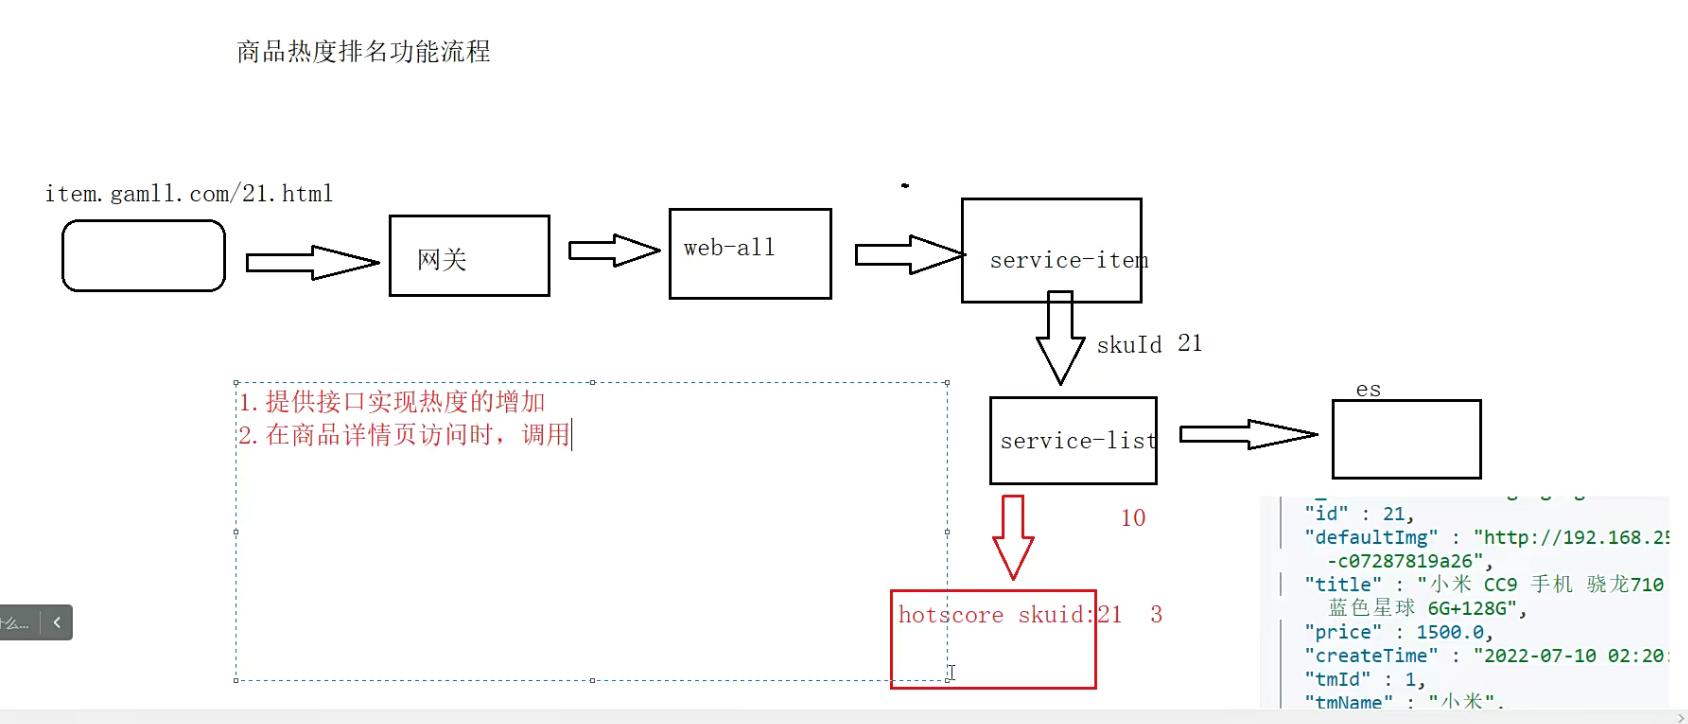 商品热度排名功能流程
item.gamll.com/21.html
网关
web-all
service-item
skuId 21
1.提供接口实现热度的增加
2.在商品详情页访问时，调用
es
service-list
10
hotscore skuid:21 3
什么...
"id" : 21,
"defaultImg" : "http://192.168.25
-c07287819a26",
"title" : "小米 CC9 手机 骁龙710
蓝色星球 6G+128G",
"price" : 1500.0,
"createTime" : "2022-07-10 02:20:
"tmId" : 1,
"tmName" : "小米",